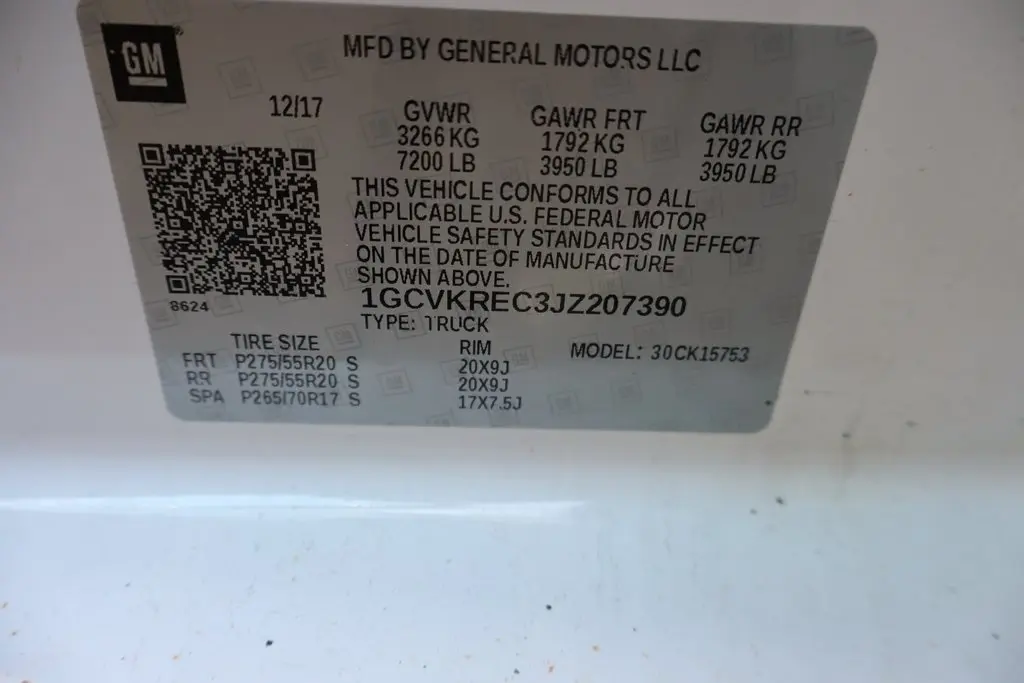 GM
MFD BY GENERAL MOTORS LLC
12/17 GVWR GAWR FRT GAWR RR
3266 KG 1792 KG 1792 KG
7200 LB 3950 LB 3950 LB
THIS VEHICLE CONFORMS TO ALL
APPLICABLE U.S. FEDERAL MOTOR
VEHICLE SAFETY STANDARDS IN EFFECT
ON THE DATE OF MANUFACTURE
SHOWN ABOVE.
8624
1GCVKREC3JZ207390
TYPE: TRUCK
TIRE SIZE RIM MODEL: 30CK15753
FRT P275/55R20 S 20X9J
RR P275/55R20 S 20X9J
SPA P265/70R17 S 17X7.5J